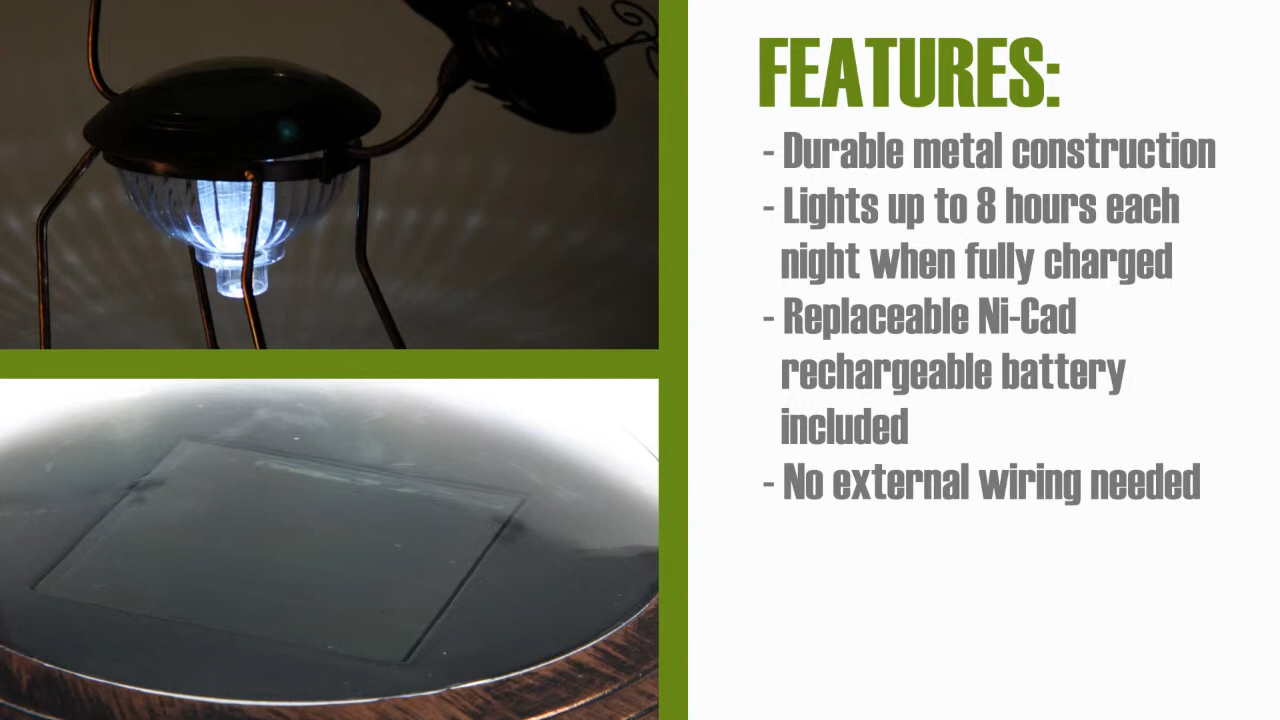 FEATURES:
- Durable metal construction
- Lights up to 8 hours each
night when fully charged
- Replaceable Ni-Cad
rechargeable battery
included
- No external wiring needed